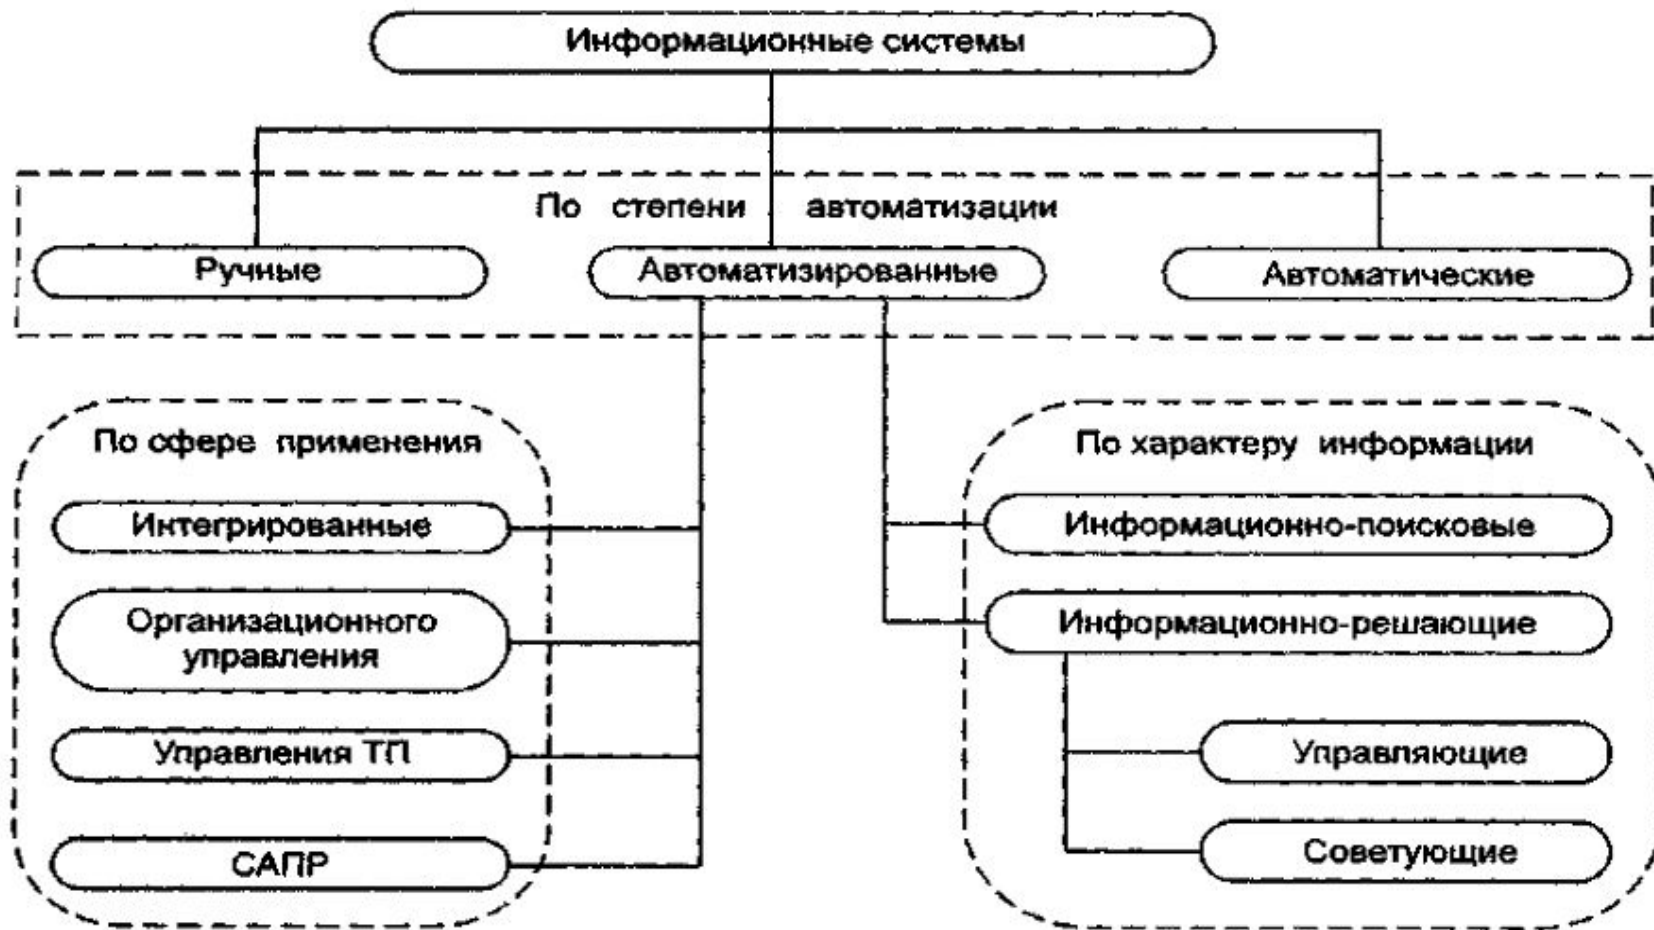 Информационные системы
По степени автоматизации
Ручные
Автоматизированные
Автоматические
По сфере применения
Интегрированные
Организационного
управления
Управления ТП
САПР
По характеру информации
Информационно-поисковые
Информационно-решающие
Управляющие
Советующие